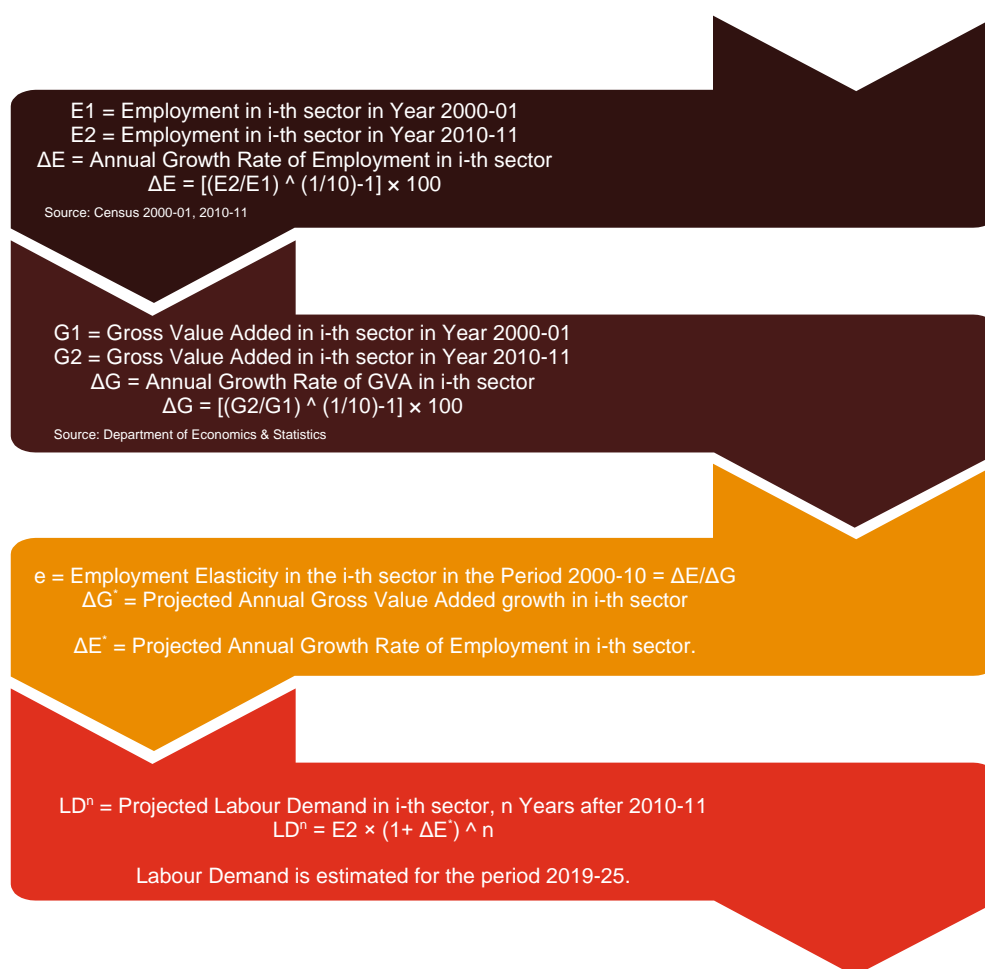 E1 = Employment in i-th sector in Year 2000-01
E2 = Employment in i-th sector in Year 2010-11
ΔE = Annual Growth Rate of Employment in i-th sector
ΔE = [(E2/E1) ^ (1/10)-1] × 100
Source: Census 2000-01, 2010-11
G1 = Gross Value Added in i-th sector in Year 2000-01
G2 = Gross Value Added in i-th sector in Year 2010-11
ΔG = Annual Growth Rate of GVA in i-th sector
ΔG = [(G2/G1) ^ (1/10)-1] × 100
Source: Department of Economics & Statistics
e = Employment Elasticity in the i-th sector in the Period 2000-10 = ΔE/ΔG
ΔG* = Projected Annual Gross Value Added growth in i-th sector
ΔE* = Projected Annual Growth Rate of Employment in i-th sector.
LDⁿ = Projected Labour Demand in i-th sector, n Years after 2010-11
LDⁿ = E2 × (1+ ΔE*) ^ n
Labour Demand is estimated for the period 2019-25.